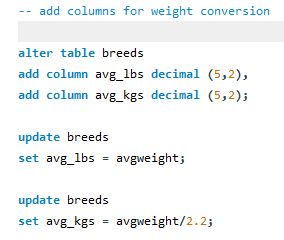 -- add columns for weight conversion
alter table breeds
add column avg_lbs decimal (5,2),
add column avg_kgs decimal (5,2);
update breeds
set avg_lbs = avgweight;
update breeds
set avg_kgs = avgweight/2.2;